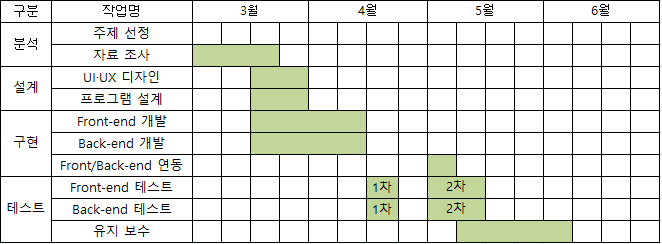 구분 작업명 3월 4월 5월 6월
분석 주제 선정
자료 조사
설계 UI·UX 디자인
프로그램 설계
구현 Front-end 개발
Back-end 개발
Front/Back-end 연동
테스트 Front-end 테스트 1차 2차
Back-end 테스트 1차 2차
유지 보수